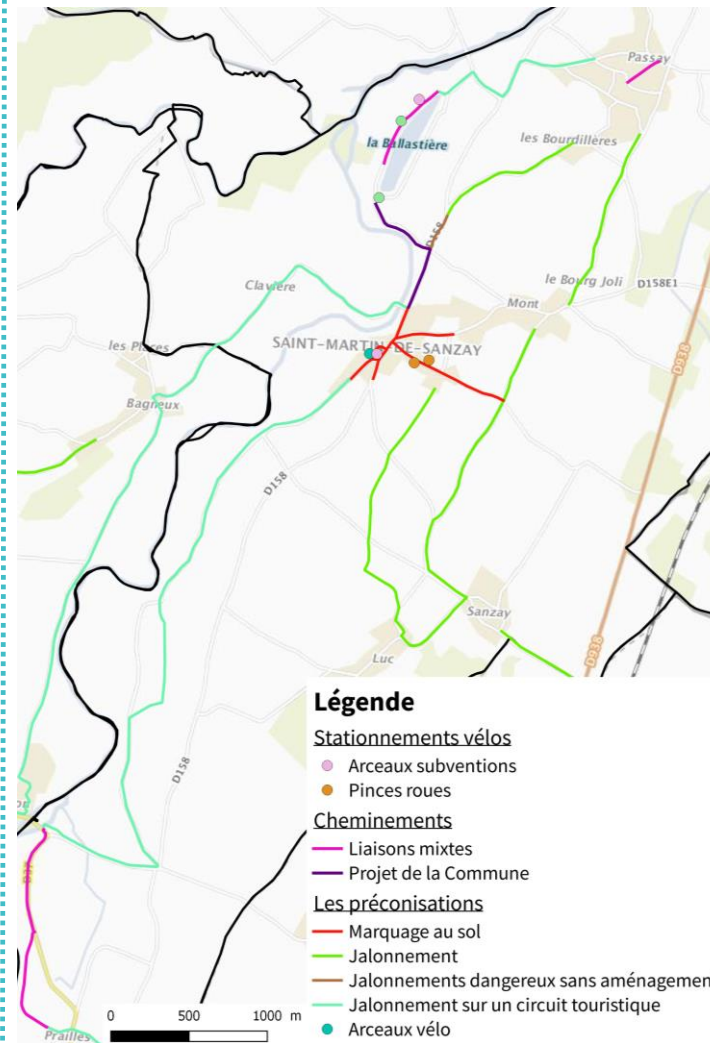 Passay
la Ballastière
les Bourdillères
D158
Clavière
le Bourg Joli
D158E1
Mont
les Places
SAINT-MARTIN-DE-SANZAY
D938
Bagneux
D158
Sanzay
Luc
D938
D158
D37
Prailles
Légende
Stationnements vélos
Arceaux subventions
Pinces roues
Cheminements
Liaisons mixtes
Projet de la Commune
Les préconisations
Marquage au sol
Jalonnement
Jalonnements dangereux sans aménagemen
Jalonnement sur un circuit touristique
Arceaux vélo
0 500 1000 m